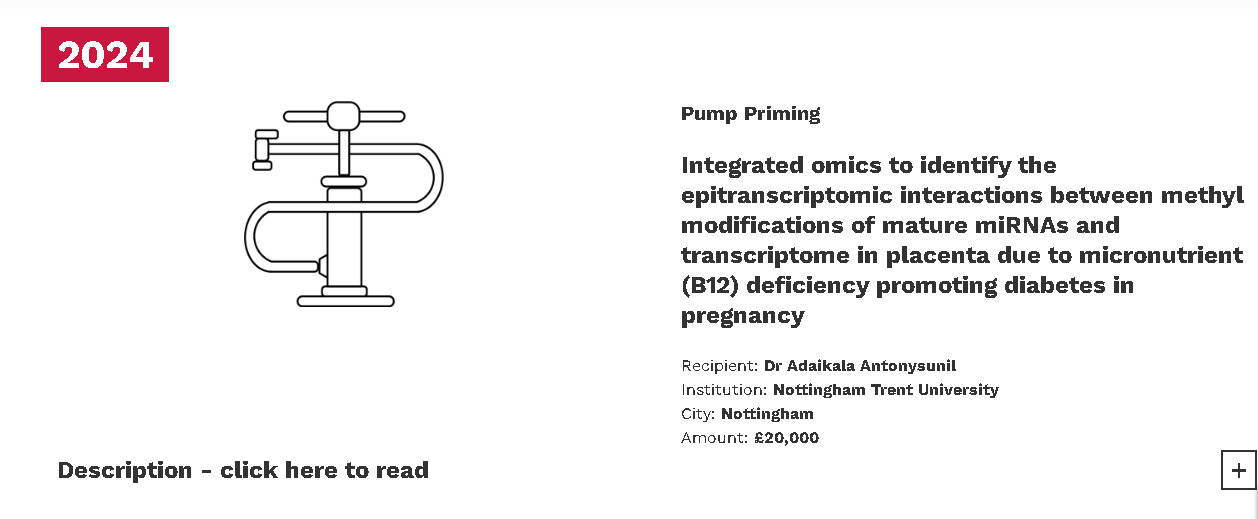 2024
Pump Priming
Integrated omics to identify the
epitranscriptomic interactions between methyl
modifications of mature miRNAs and
transcriptome in placenta due to micronutrient
(B12) deficiency promoting diabetes in
pregnancy
Recipient: Dr Adaikala Antonysunil
Institution: Nottingham Trent University
City: Nottingham
Amount: £20,000
Description - click here to read
+